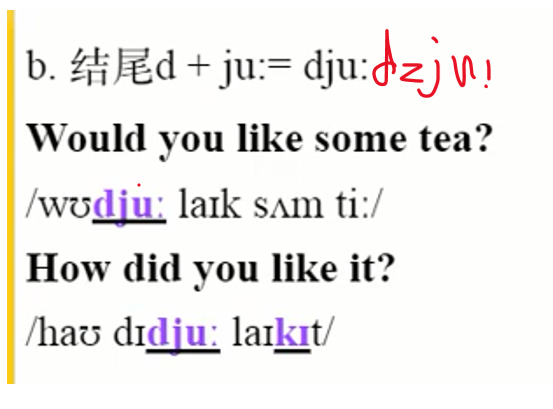 b. 结尾d + ju:= dju: dzju:
Would you like some tea?
/wʊdju: laɪk sʌm ti:/
How did you like it?
/haʊ dɪdju: laɪkɪt/